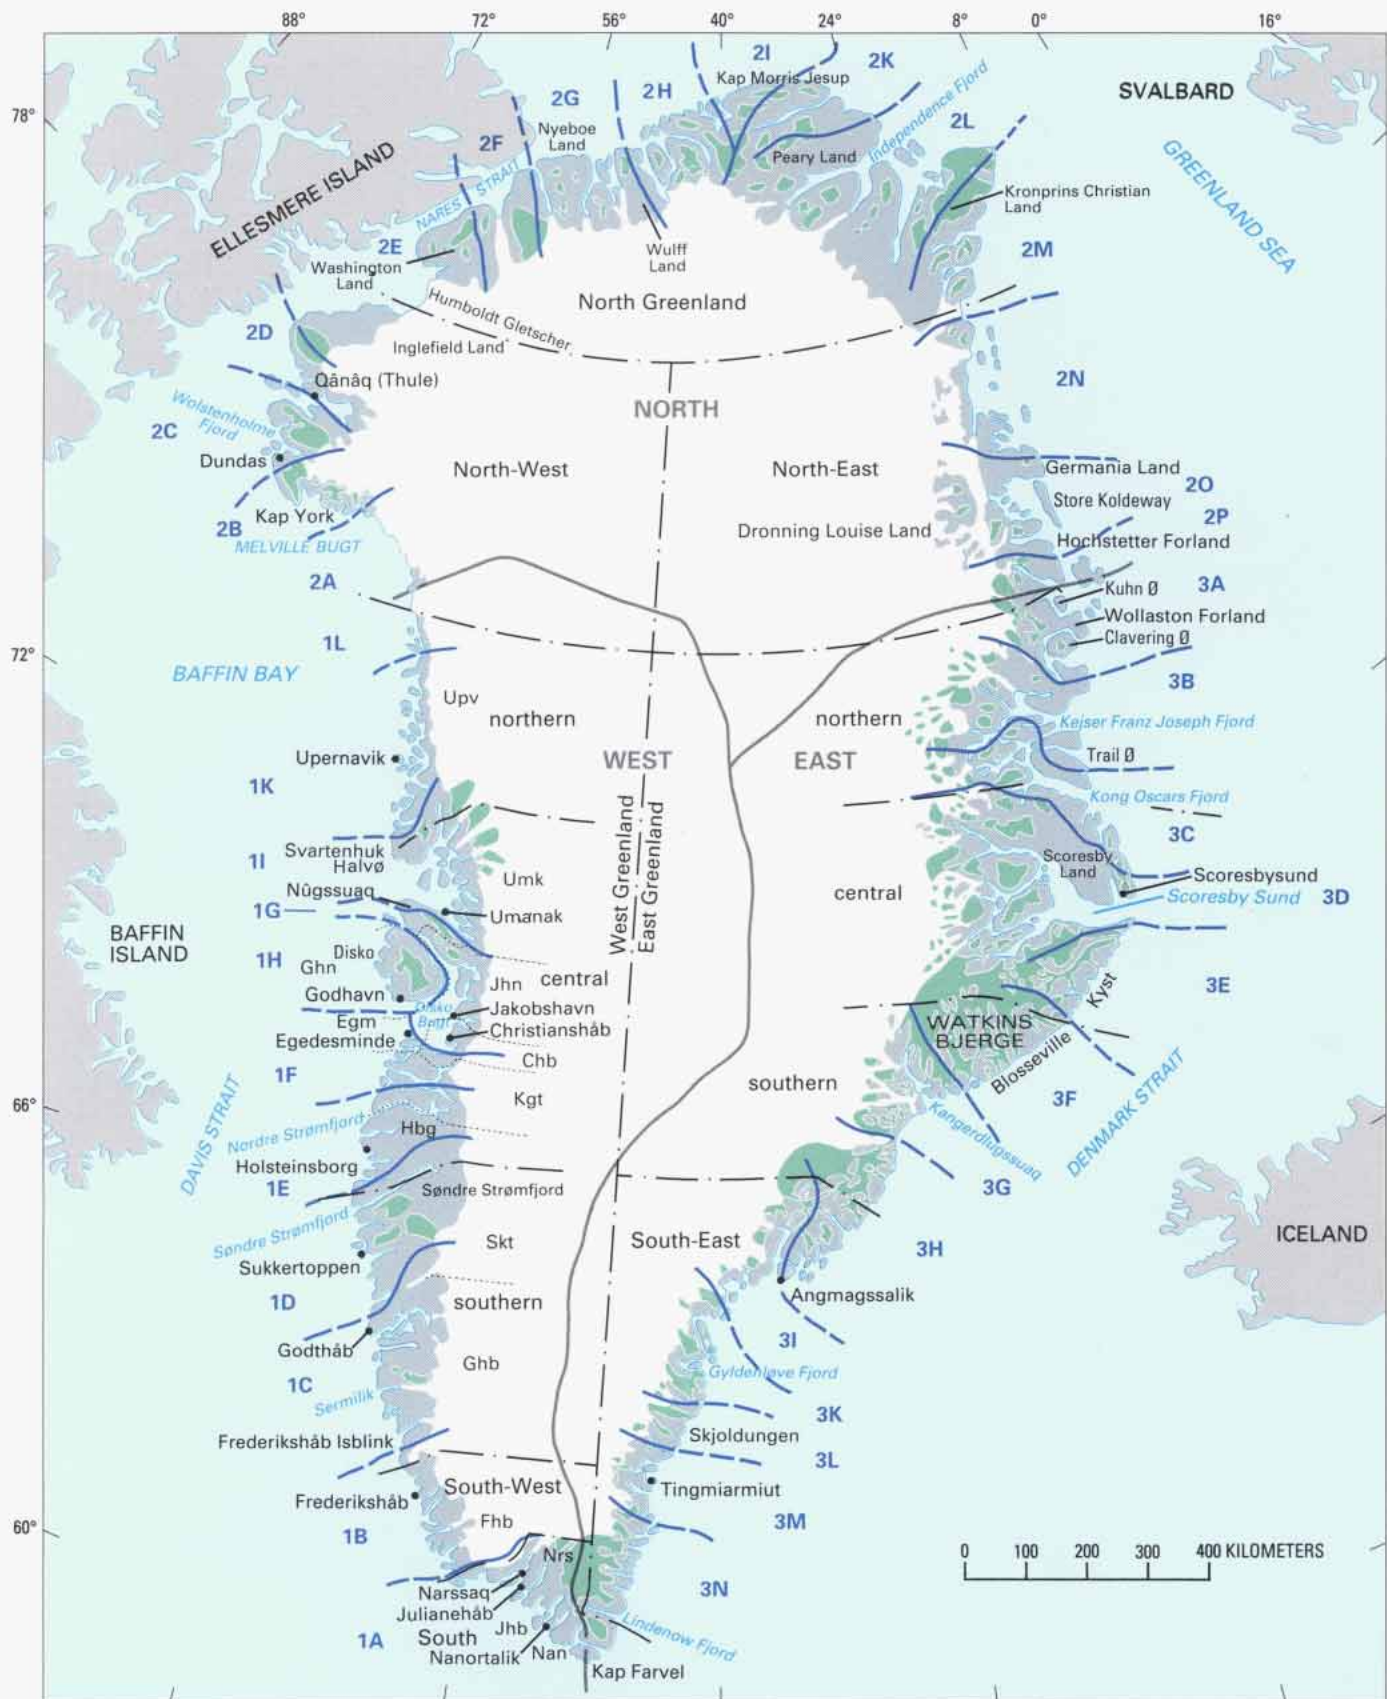 88°
72°
56°
40°
24°
8°
0°
16°
78°
72°
66°
60°
2I
2K
Kap Morris Jesup
2H
2G
Nyeboe
Land
2F
NARES STRAIT
Independence Fjord
2L
Peary Land
SVALBARD
GREENLAND SEA
ELLESMERE ISLAND
Kronprins Christian
Land
2E
Washington
Land
Wulff
Land
2M
Humboldt Gletscher
North Greenland
2D
Inglefield Land
Qânâq (Thule)
2N
NORTH
Wolstenholme
Fjord
2C
Dundas
North-West
North-East
Germania Land
2O
Store Koldeway
2P
Kap York
2B
MELVILLE BUGT
Dronning Louise Land
Hochstetter Forland
2A
3A
Kuhn Ø
Wollaston Forland
Clavering Ø
1L
BAFFIN BAY
3B
Upv
northern
northern
Kejser Franz Joseph Fjord
Trail Ø
Upernavik
WEST
EAST
1K
Kong Oscars Fjord
West Greenland
East Greenland
3C
1I
Svartenhuk
Halvø
Scoresby
Land
Umk
central
Nûgssuaq
Scoresbysund
Scoresby Sund
3D
1G
Umanak
BAFFIN
ISLAND
1H
Disko
Ghn
central
Jhn
Godhavn
Disko
Bugt
Jakobshavn
Egm
Christianshåb
Egedesminde
Chb
3E
Kyst
WATKINS
BJERGE
Blosseville
1F
southern
3F
Kgt
DAVIS STRAIT
Nordre Strømfjord
Hbg
Kangerdlugssuaq
DENMARK STRAIT
Holsteinsborg
1E
Søndre Strømfjord
3G
Søndre Strømfjord
Skt
South-East
3H
ICELAND
Sukkertoppen
Angmagssalik
1D
southern
3I
Godthåb
Ghb
Gyldenløve Fjord
1C
Sermilik
3K
Frederikshåb Isblink
Skjoldungen
3L
South-West
Tingmiarmiut
Frederikshåb
Fhb
3M
1B
Nrs
0 100 200 300 400 KILOMETERS
Narssaq
3N
Julianehåb
Jhb
Lindenow Fjord
1A
South
Nanortalik
Nan
Kap Farvel